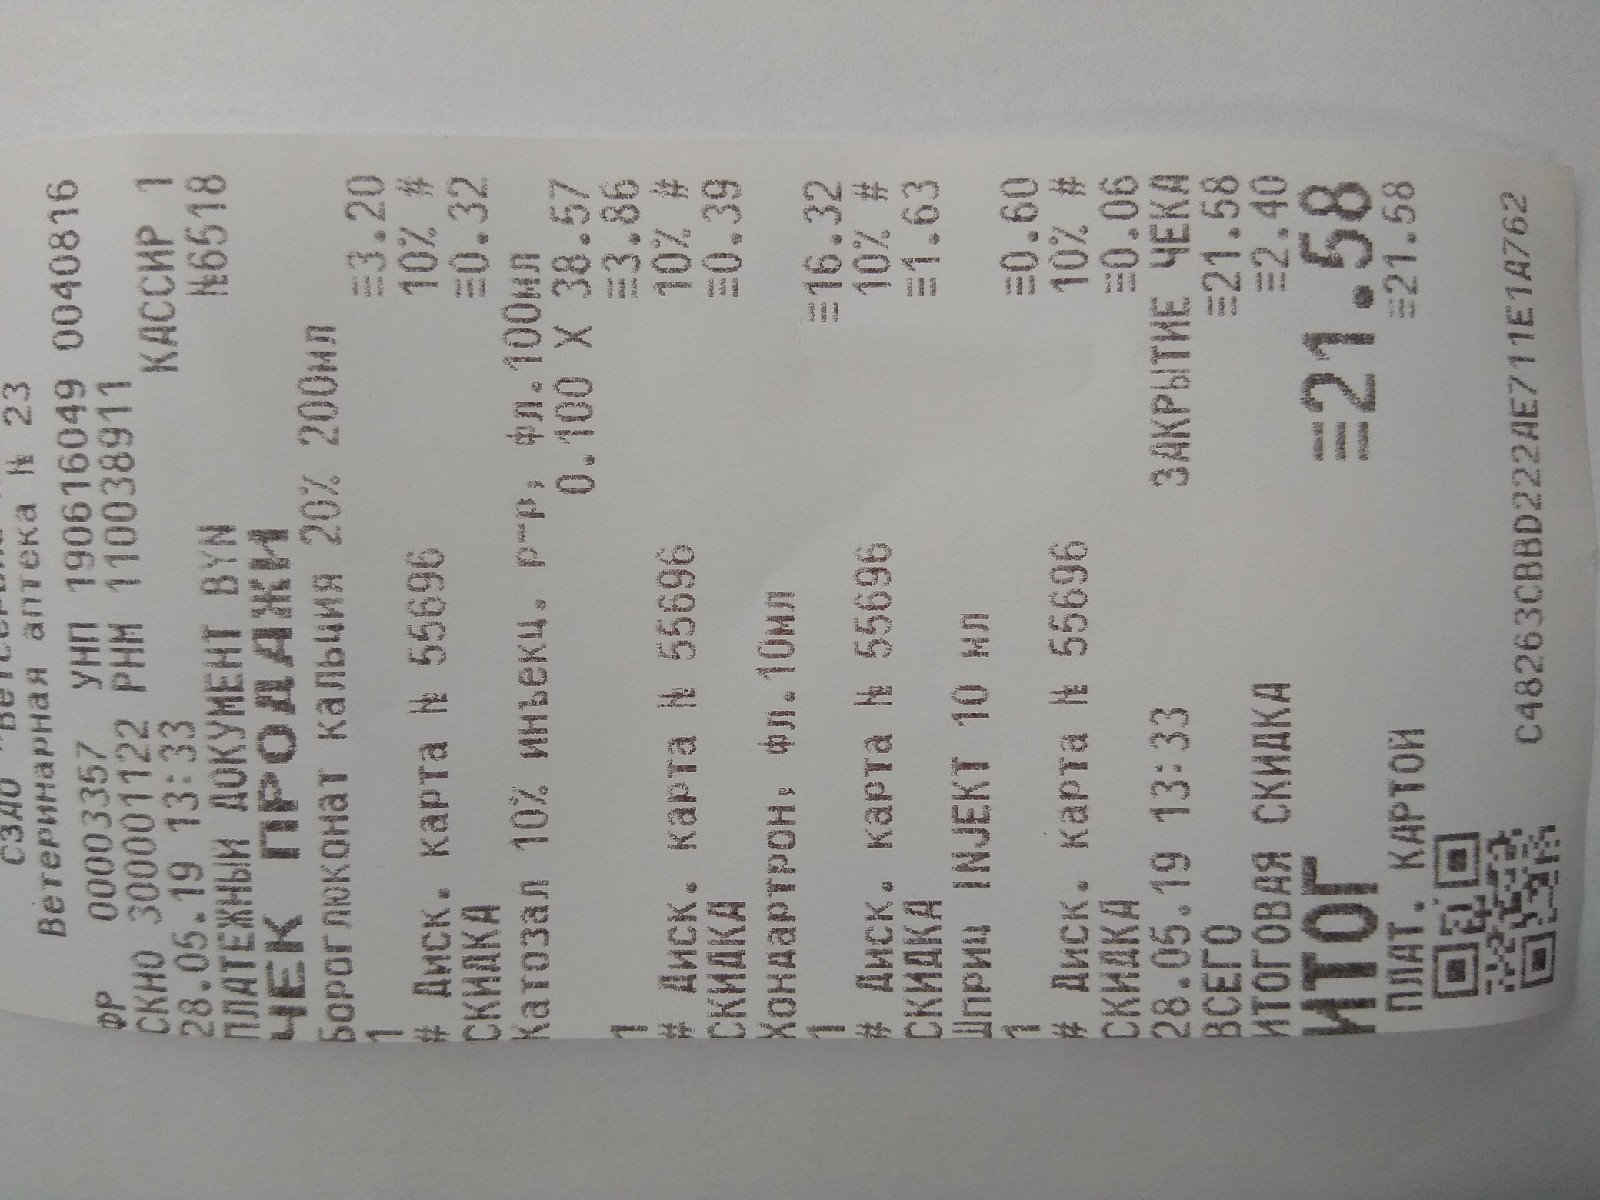 СЗАО
Ветеринарная аптека № 23
ФР 00003357 УНП 190616049 0040816
СКНО 300001122 РНМ 110038911
28.05.19 13:33 КАССИР 1
ПЛАТЕЖНЫЙ ДОКУМЕНТ BYN №6518
ЧЕК ПРОДАЖИ
Бороглюконат кальция 20% 200мл
1 ≡3.20
# Диск. карта № 55696 10% #
СКИДКА ≡0.32
Катозал 10% инъекц. р-р, фл.100мл
0.100 X 38.57
1 ≡3.86
# Диск. карта № 55696 10% #
СКИДКА ≡0.39
Хондартрон, фл.10мл
1 ≡16.32
# Диск. карта № 55696 10% #
СКИДКА ≡1.63
Шприц INJEKT 10 мл
1 ≡0.60
# Диск. карта № 55696 10% #
СКИДКА ≡0.06
28.05.19 13:33 ЗАКРЫТИЕ ЧЕКА
ВСЕГО ≡21.58
ИТОГОВАЯ СКИДКА ≡2.40
ИТОГ ≡21.58
ПЛАТ. КАРТОЙ ≡21.58
C48263CBBD222AE711E1A762